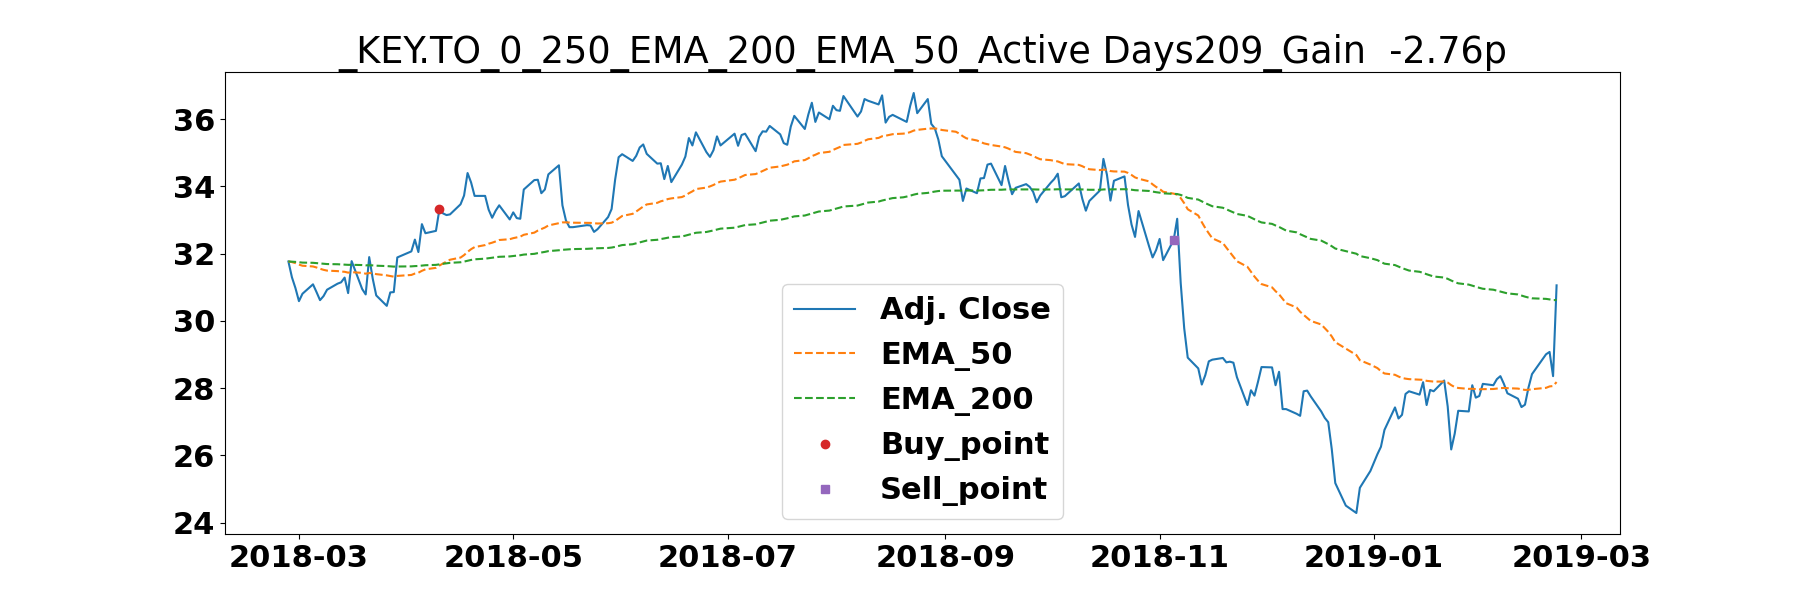 _KEY.TO_0_250_EMA_200_EMA_50_Active Days209_Gain  -2.76p
36
34
32
30
28
26
24
Adj. Close
EMA_50
EMA_200
Buy_point
Sell_point
2018-03 2018-05 2018-07 2018-09 2018-11 2019-01 2019-03